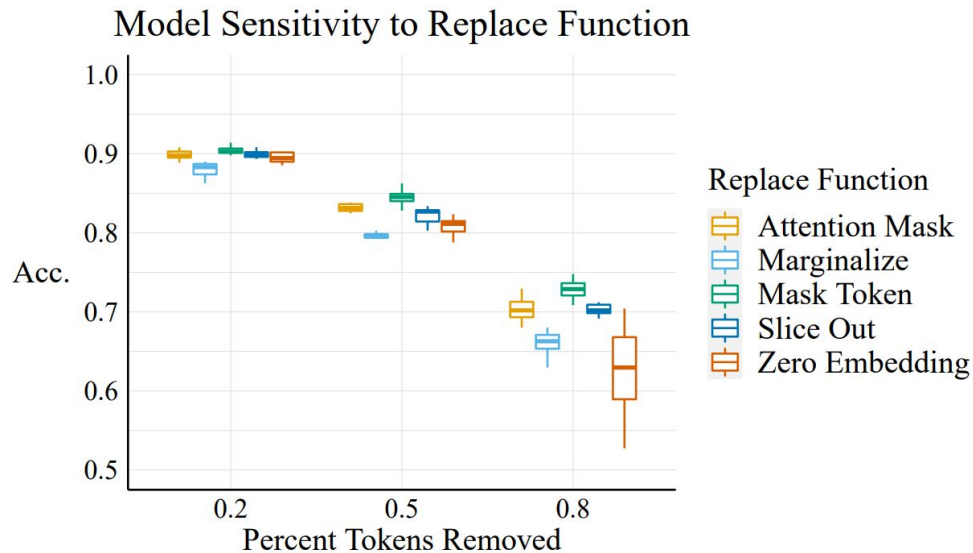 Model Sensitivity to Replace Function
1.0
0.9
0.8
0.7
0.6
0.5
Acc.
0.2
0.5
0.8
Percent Tokens Removed
Replace Function
Attention Mask
Marginalize
Mask Token
Slice Out
Zero Embedding